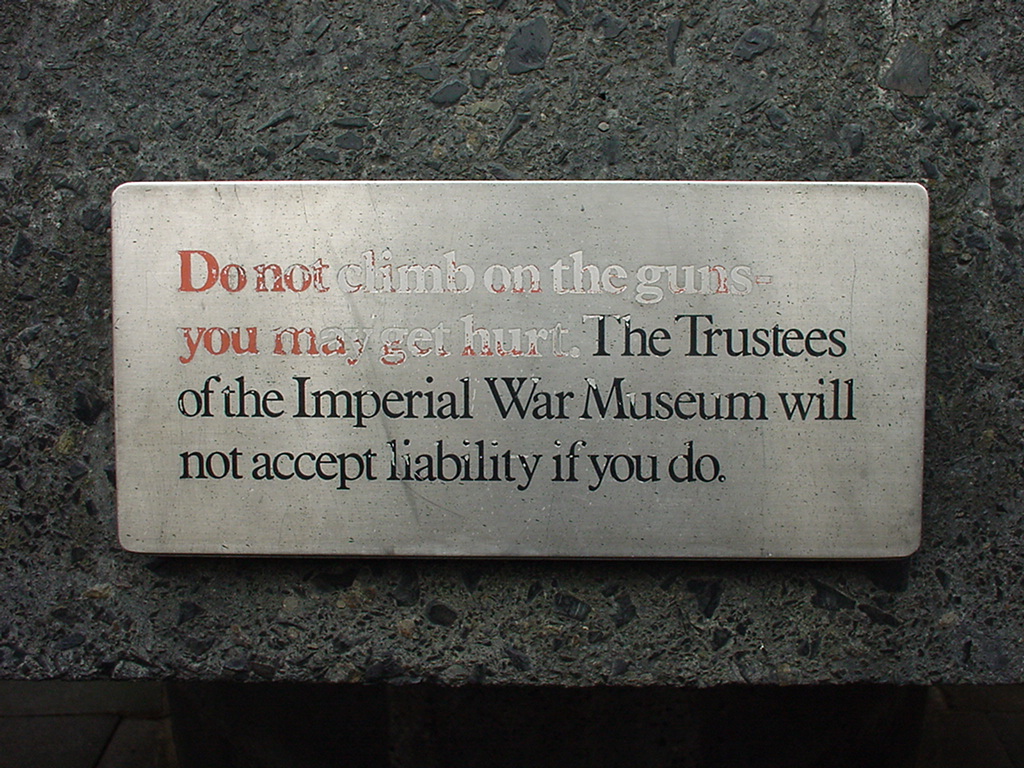 Do not climb on the guns-
you may get hurt. The Trustees
of the Imperial War Museum will
not accept liability if you do.